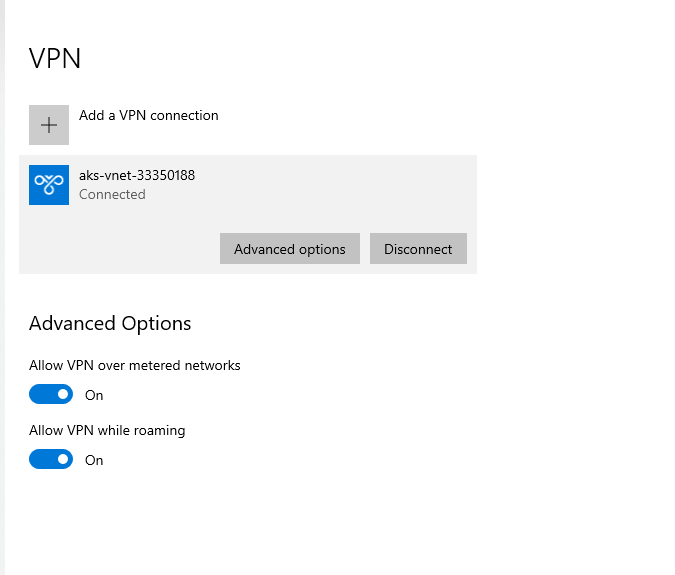 VPN
Add a VPN connection
aks-vnet-33350188
Connected
Advanced options
Disconnect
Advanced Options
Allow VPN over metered networks
On
Allow VPN while roaming
On